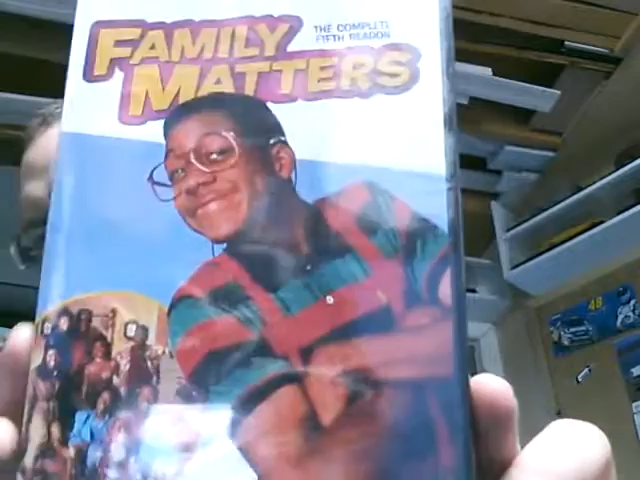 FAMILY
MATTERS
THE COMPLETE
FIFTH SEASON
48